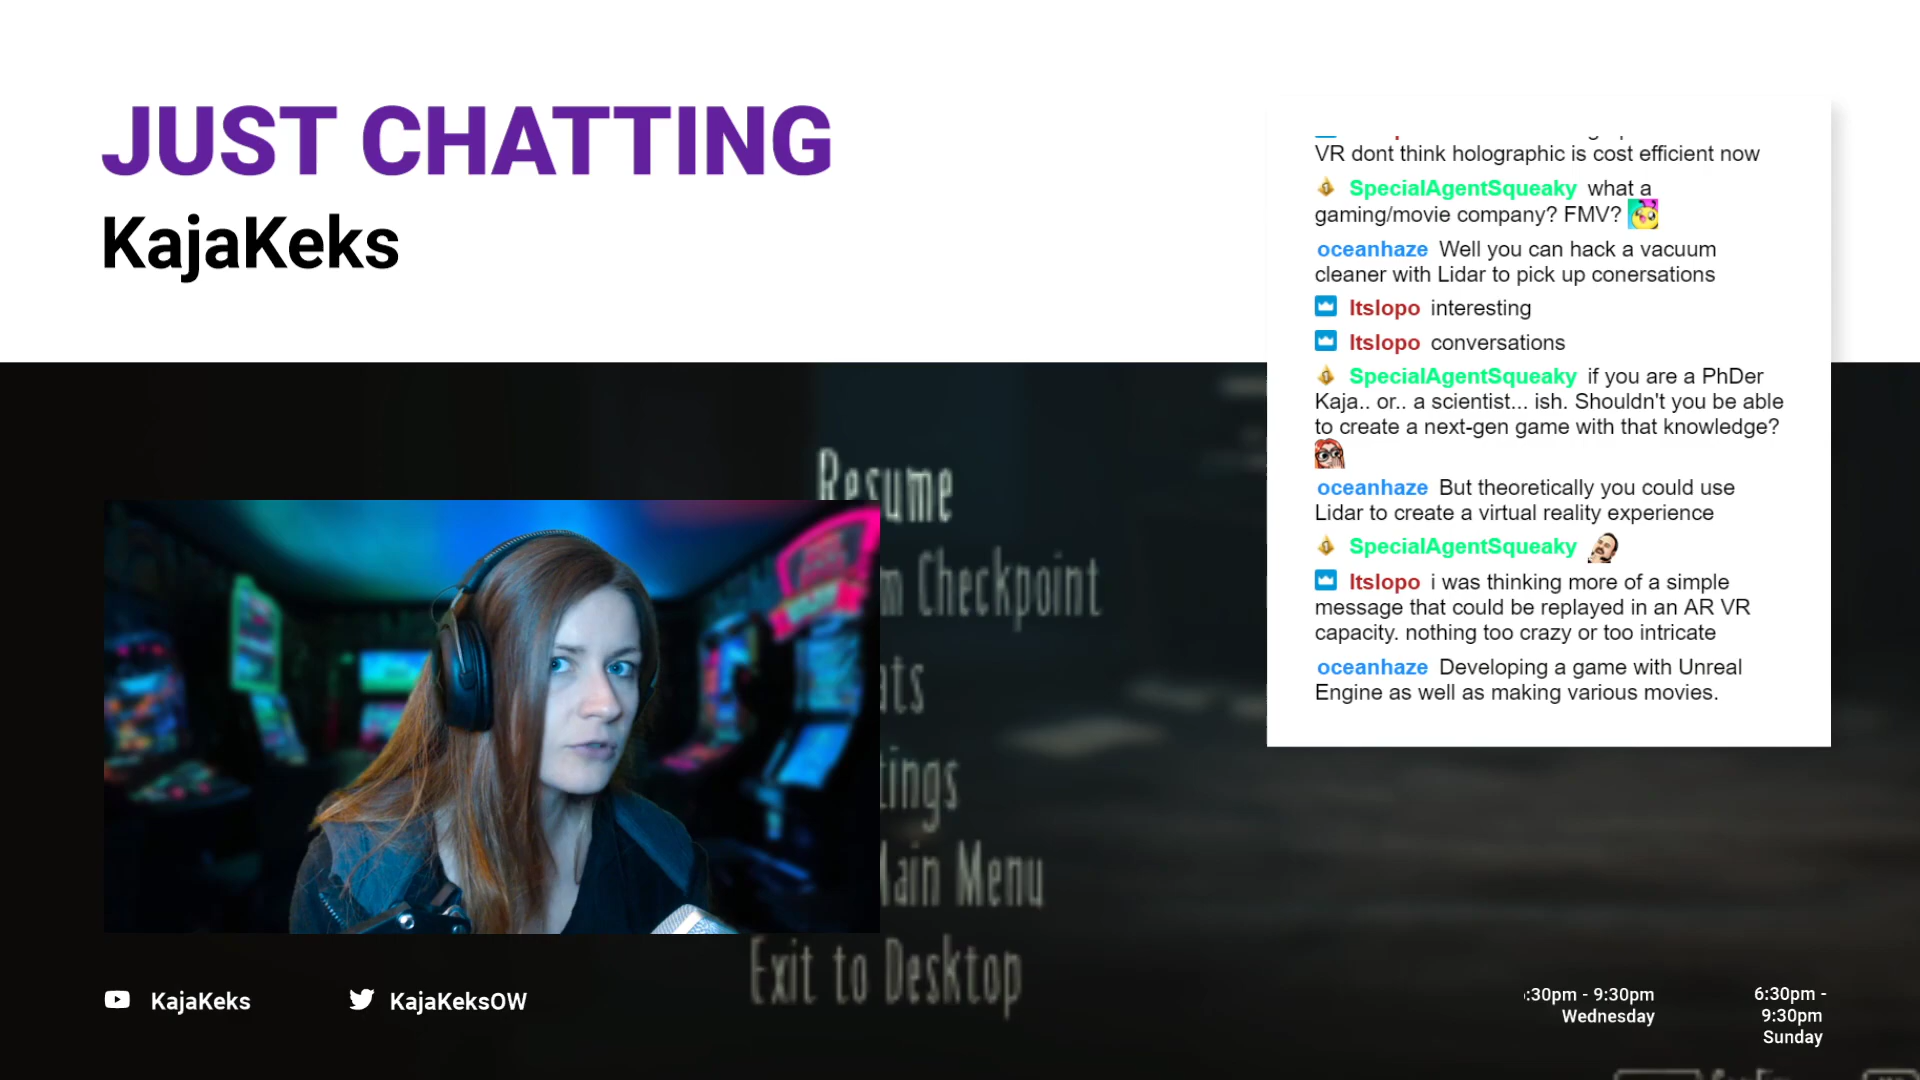 JUST CHATTING
KajaKeks
VR dont think holographic is cost efficient now
SpecialAgentSqueaky what a
gaming/movie company? FMV?
oceanhaze Well you can hack a vacuum
cleaner with Lidar to pick up conersations
Itslopo interesting
Itslopo conversations
SpecialAgentSqueaky if you are a PhDer
Kaja.. or.. a scientist... ish. Shouldn't you be able
to create a next-gen game with that knowledge?
oceanhaze But theoretically you could use
Lidar to create a virtual reality experience
SpecialAgentSqueaky
Itslopo i was thinking more of a simple
message that could be replayed in an AR VR
capacity. nothing too crazy or too intricate
oceanhaze Developing a game with Unreal
Engine as well as making various movies.
Resume
Checkpoint
Main Menu
Exit to Desktop
KajaKeks
KajaKeksOW
:30pm - 9:30pm
Wednesday
6:30pm -
9:30pm
Sunday